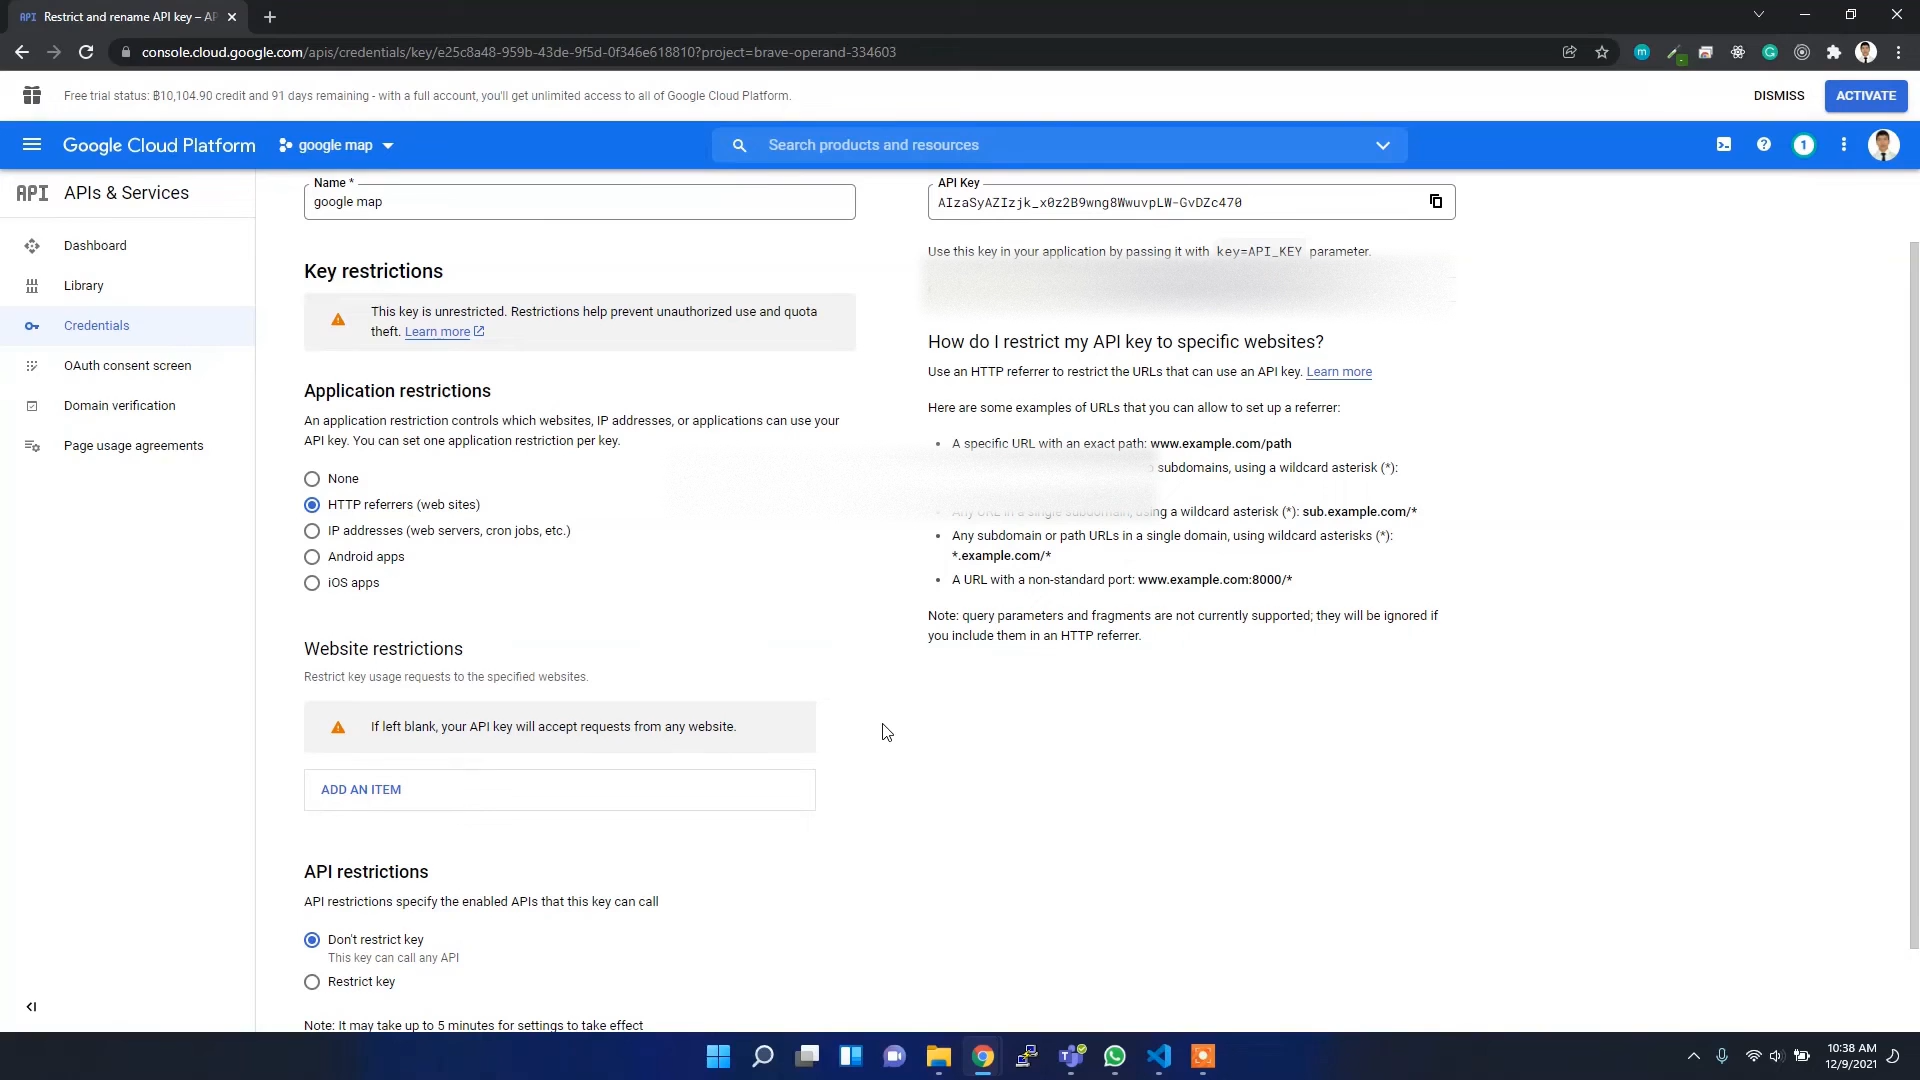 API Restrict and rename API key – AP
console.cloud.google.com/apis/credentials/key/e25c8a48-959b-43de-9f5d-0f346e618810?project=brave-operand-334603
Free trial status: ฿10,104.90 credit and 91 days remaining - with a full account, you'll get unlimited access to all of Google Cloud Platform.
DISMISS
ACTIVATE
Google Cloud Platform
google map
Search products and resources
1
API APIs & Services
Dashboard
Library
Credentials
OAuth consent screen
Domain verification
Page usage agreements
Name *
google map
Key restrictions
This key is unrestricted. Restrictions help prevent unauthorized use and quota
theft. Learn more
Application restrictions
An application restriction controls which websites, IP addresses, or applications can use your
API key. You can set one application restriction per key.
None
HTTP referrers (web sites)
IP addresses (web servers, cron jobs, etc.)
Android apps
iOS apps
Website restrictions
Restrict key usage requests to the specified websites.
If left blank, your API key will accept requests from any website.
ADD AN ITEM
API restrictions
API restrictions specify the enabled APIs that this key can call
Don't restrict key
This key can call any API
Restrict key
Note: It may take up to 5 minutes for settings to take effect
API Key
AIzaSyAZIzjk_x0z2B9wng8WwuvpLW-GvDZc470
Use this key in your application by passing it with key=API_KEY parameter.
How do I restrict my API key to specific websites?
Use an HTTP referrer to restrict the URLs that can use an API key. Learn more
Here are some examples of URLs that you can allow to set up a referrer:
• A specific URL with an exact path: www.example.com/path
subdomains, using a wildcard asterisk (*):
Any URL in a single subdomain, using a wildcard asterisk (*): sub.example.com/*
• Any subdomain or path URLs in a single domain, using wildcard asterisks (*):
*.example.com/*
• A URL with a non-standard port: www.example.com:8000/*
Note: query parameters and fragments are not currently supported; they will be ignored if
you include them in an HTTP referrer.
10:38 AM
12/9/2021